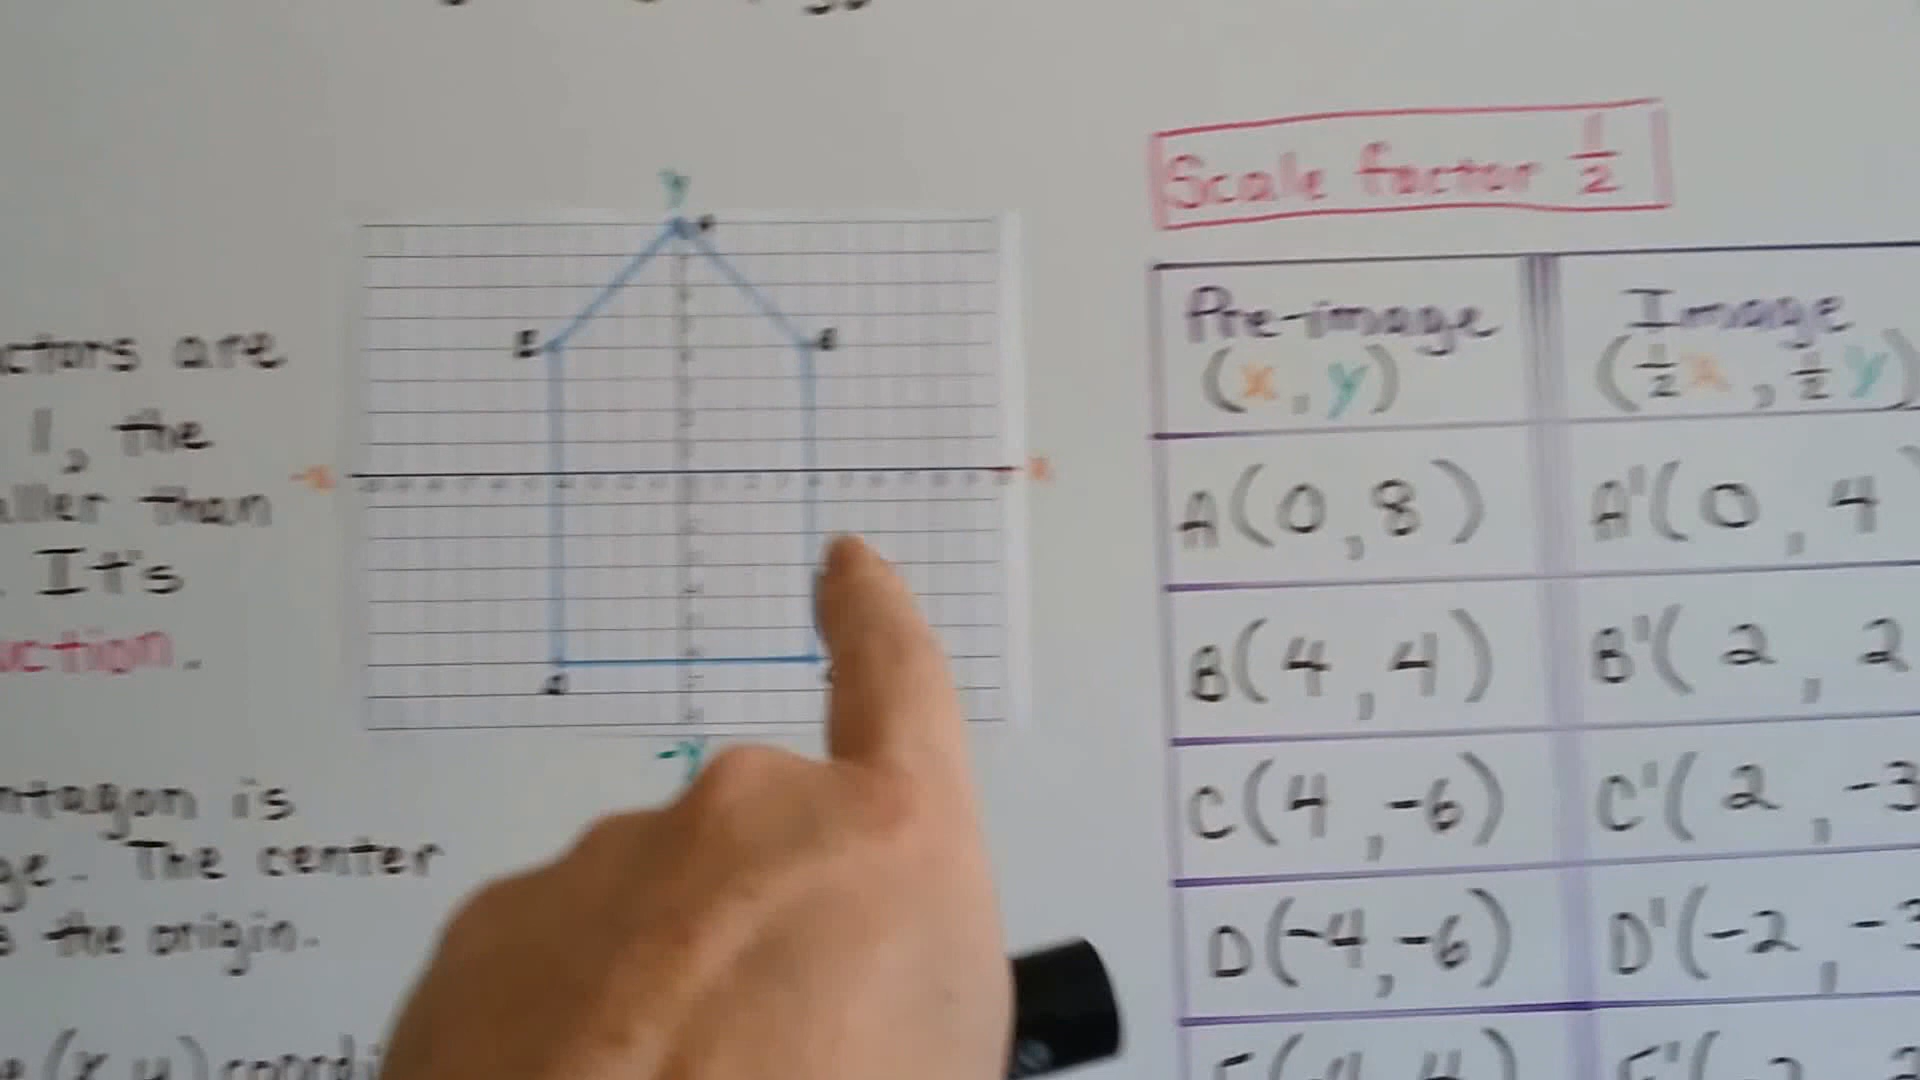 ctors are
1, the
aller than
. It's
uction.
ntagon is
ge. The center
s the origin.
e (x, y) coordi
y
-x
x
-y
E
B
Scale factor 1/2
Pre-image
(x, y)
Image
(1/2 x, 1/2 y)
A(0, 8)
A'(0, 4
B(4, 4)
B'(2, 2
C(4, -6)
C'(2, -3
D(-4, -6)
D'(-2, -3